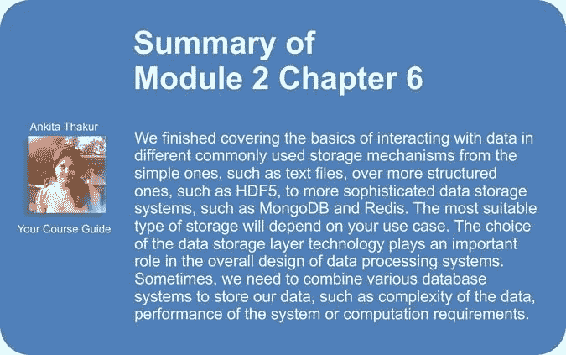 Summary of
Module 2 Chapter 6
Ankita Thakur
Your Course Guide
We finished covering the basics of interacting with data in
different commonly used storage mechanisms from the
simple ones, such as text files, over more structured
ones, such as HDF5, to more sophisticated data storage
systems, such as MongoDB and Redis. The most suitable
type of storage will depend on your use case. The choice
of the data storage layer technology plays an important
role in the overall design of data processing systems.
Sometimes, we need to combine various database
systems to store our data, such as complexity of the data,
performance of the system or computation requirements.